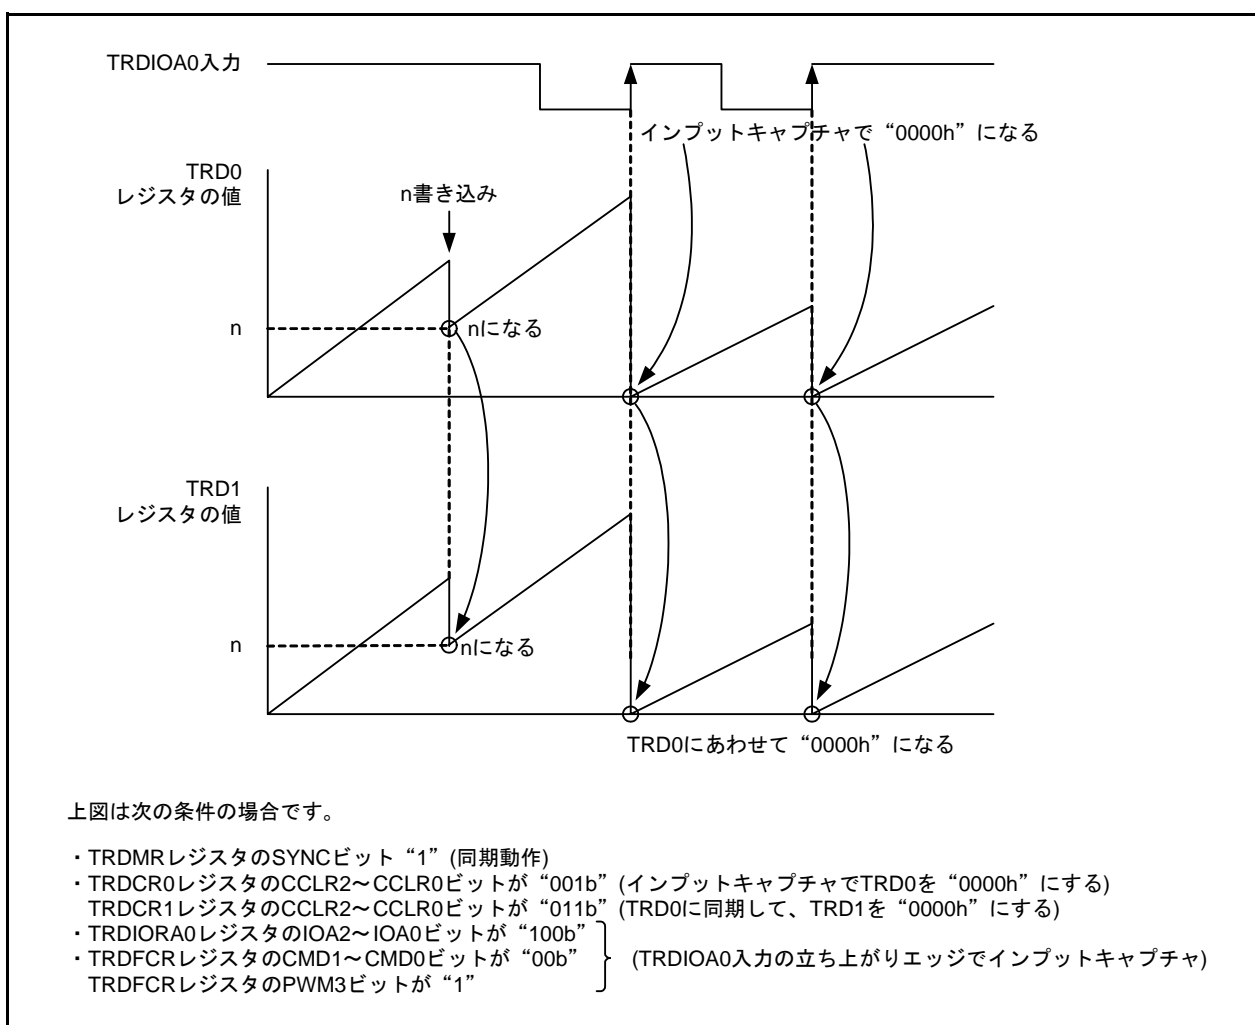 TRDIOA0入力
インプットキャプチャで“0000h”になる
TRD0
レジスタの値
n書き込み
n
nになる
TRD1
レジスタの値
n
nになる
TRD0にあわせて“0000h”になる
上図は次の条件の場合です。
・TRDMRレジスタのSYNCビット“1”(同期動作)
・TRDCR0レジスタのCCLR2～CCLR0ビットが“001b”(インプットキャプチャでTRD0を“0000h”にする)
TRDCR1レジスタのCCLR2～CCLR0ビットが“011b”(TRD0に同期して、TRD1を“0000h”にする)
・TRDIORA0レジスタのIOA2～IOA0ビットが“100b”
・TRDFCRレジスタのCMD1～CMD0ビットが“00b” (TRDIOA0入力の立ち上がりエッジでインプットキャプチャ)
TRDFCRレジスタのPWM3ビットが“1”